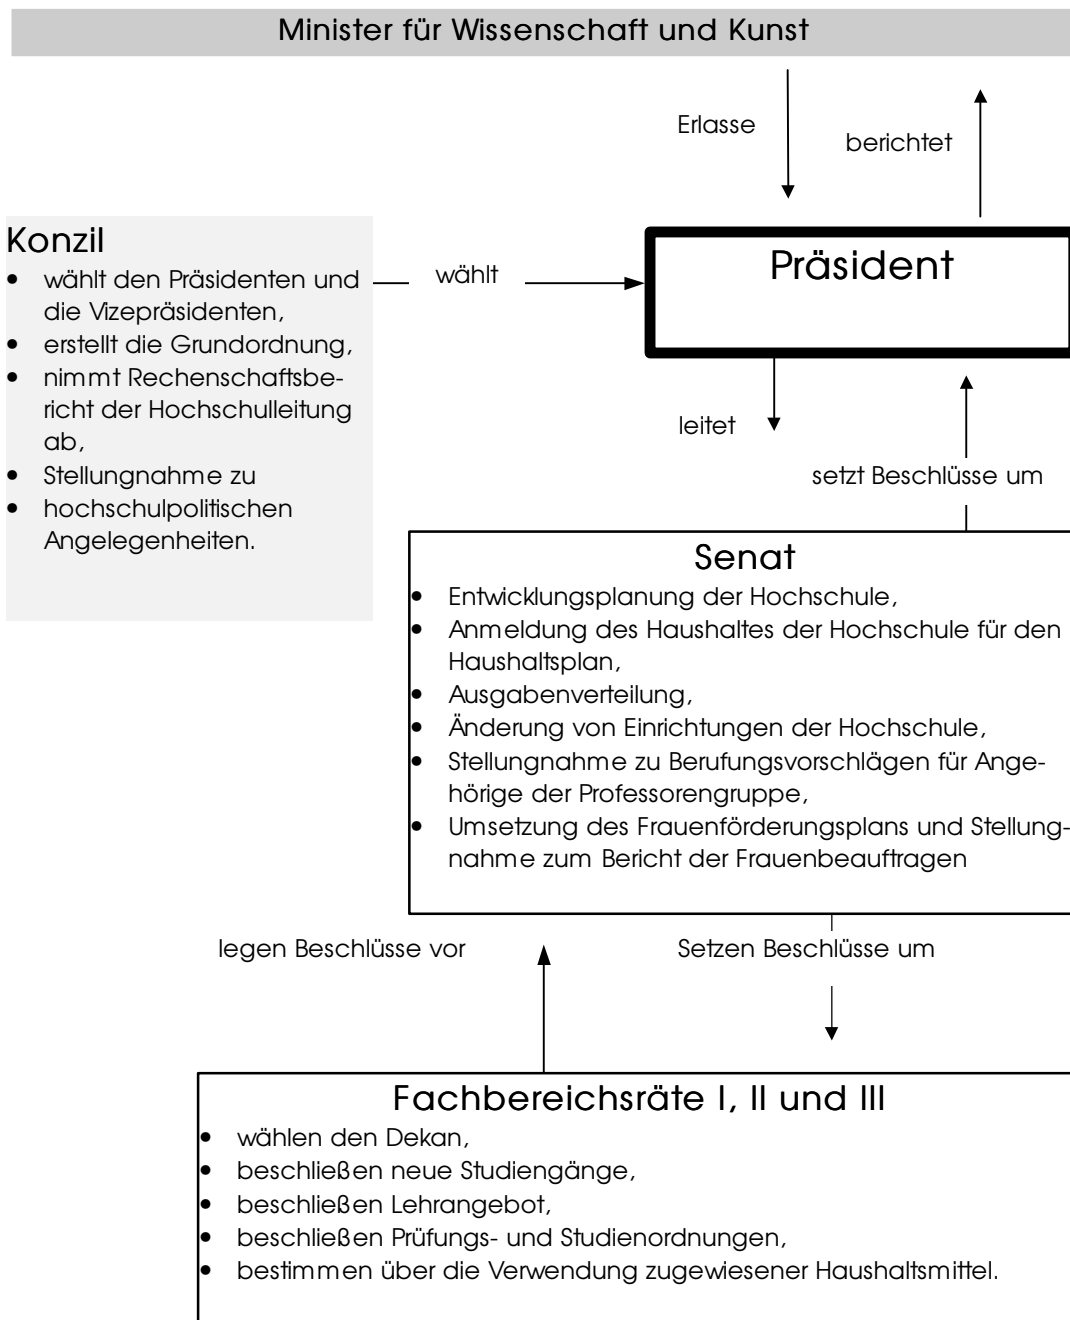 Minister für Wissenschaft und Kunst
Erlasse
berichtet
Konzil
• wählt den Präsidenten und
die Vizepräsidenten,
• erstellt die Grundordnung,
• nimmt Rechenschaftsbe-
richt der Hochschulleitung
ab,
• Stellungnahme zu
• hochschulpolitischen
Angelegenheiten.
wählt
Präsident
leitet
setzt Beschlüsse um
Senat
• Entwicklungsplanung der Hochschule,
• Anmeldung des Haushaltes der Hochschule für den
Haushaltsplan,
• Ausgabenverteilung,
• Änderung von Einrichtungen der Hochschule,
• Stellungnahme zu Berufungsvorschlägen für Ange-
hörige der Professorengruppe,
• Umsetzung des Frauenförderungsplans und Stellung-
nahme zum Bericht der Frauenbeauftragen
legen Beschlüsse vor
Setzen Beschlüsse um
Fachbereichsräte I, II und III
• wählen den Dekan,
• beschließen neue Studiengänge,
• beschließen Lehrangebot,
• beschließen Prüfungs- und Studienordnungen,
• bestimmen über die Verwendung zugewiesener Haushaltsmittel.